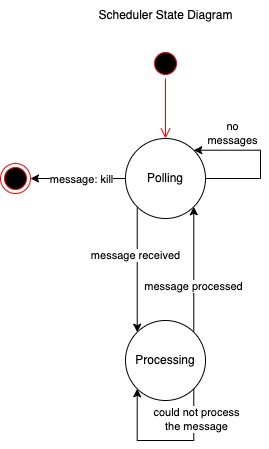 Scheduler State Diagram
no
messages
message: kill
Polling
message received
message processed
Processing
could not process
the message